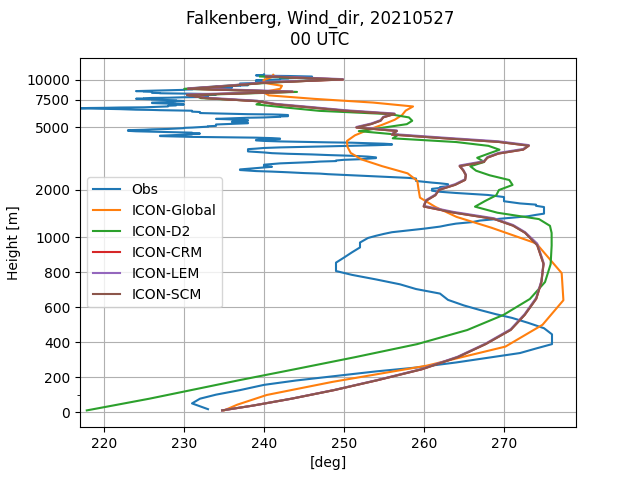 Falkenberg, Wind_dir, 20210527
00 UTC
10000
7500
5000
2000
1000
800
600
400
200
0
Height [m]
Obs
ICON-Global
ICON-D2
ICON-CRM
ICON-LEM
ICON-SCM
220 230 240 250 260 270
[deg]